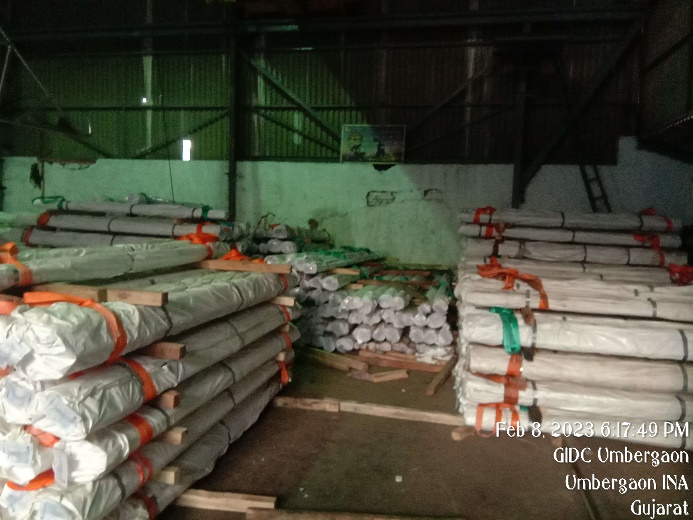 Feb 8, 2023 6:17:49 PM
GIDC Umbergaon
Umbergaon INA
Gujarat